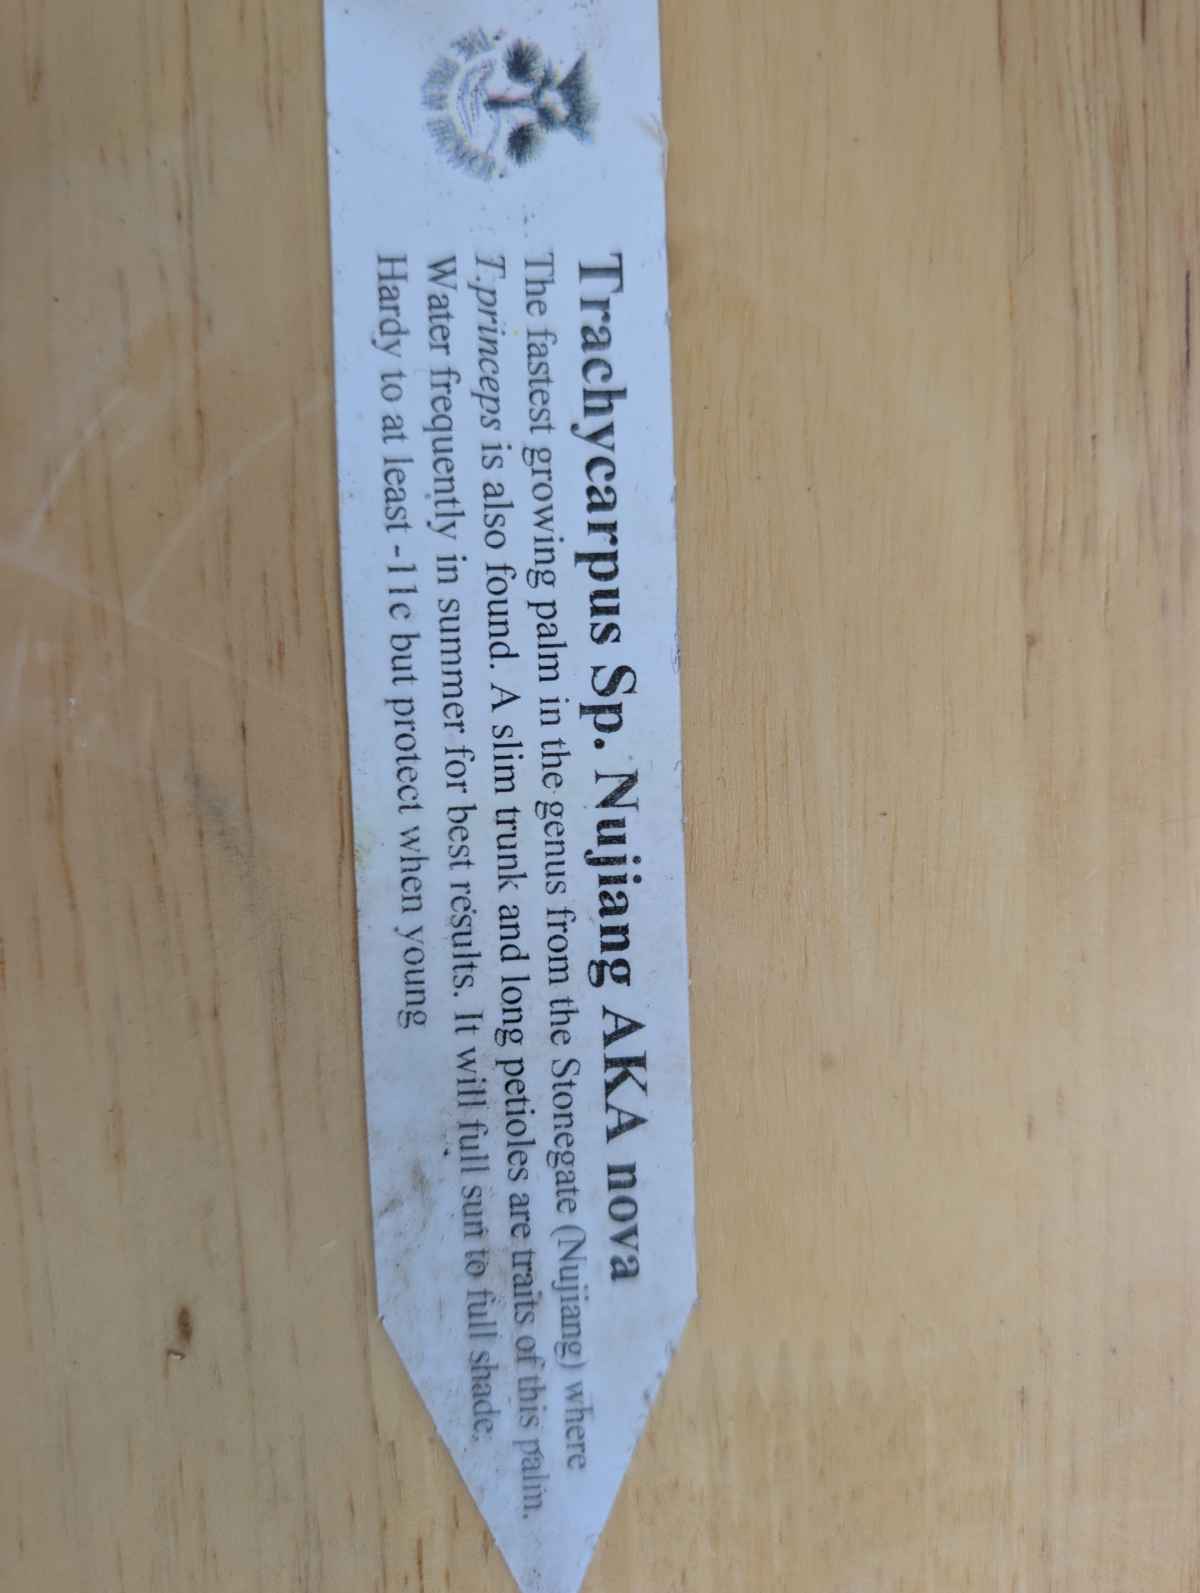 Trachycarpus Sp. Nujiang AKA nova
The fastest growing palm in the genus from the Stonegate (Nujiang) where
T.princeps is also found. A slim trunk and long petioles are traits of this palm.
Water frequently in summer for best results. It will full sun to full shade.
Hardy to at least -11c but protect when young